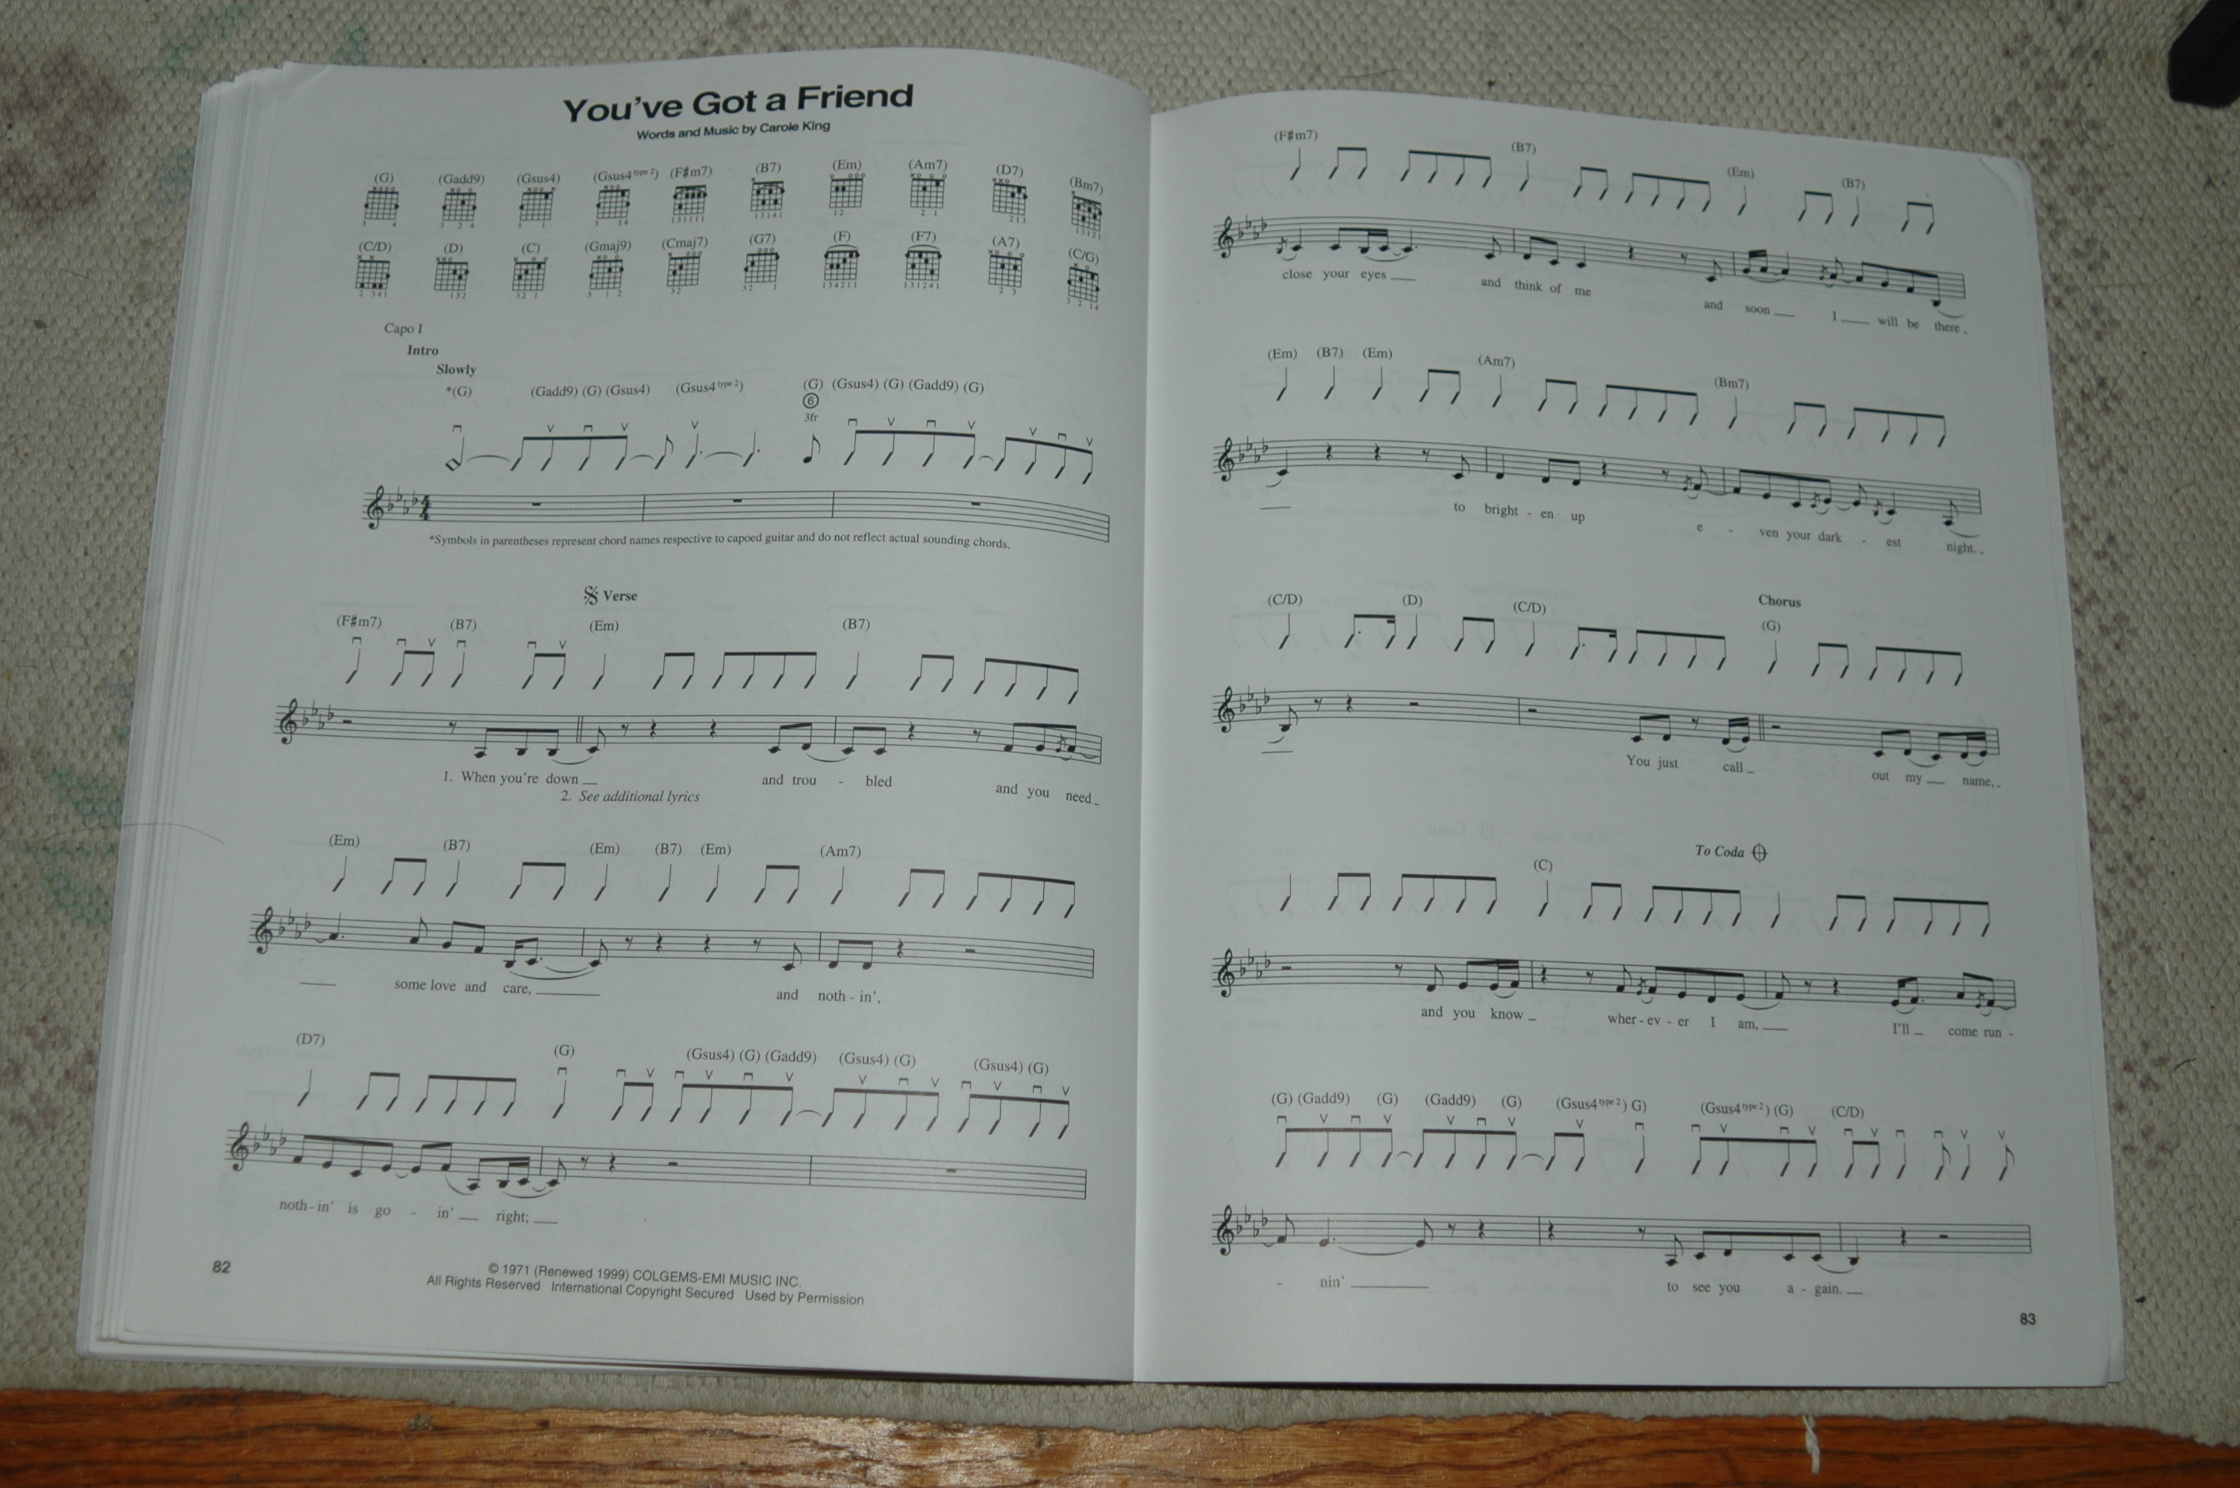 You've Got a Friend
Words and Music by Carole King
(G) (Gadd9) (Gsus4) (Gsus4 type 2) (F♯m7) (B7) (Em) (Am7) (D7) (Bm7)
(C/D) (D) (C) (Gmaj9) (Cmaj7) (G7) (F) (F7) (A7) (C/G)
Capo I
Intro
Slowly
*(G) (Gadd9) (G) (Gsus4) (Gsus4 type 2) (G) (Gsus4) (G) (Gadd9) (G)
6
3fr
*Symbols in parentheses represent chord names respective to capoed guitar and do not reflect actual sounding chords.
Verse
(F♯m7) (B7) (Em) (B7)
1. When you're down and trou - bled and you need
2. See additional lyrics
(Em) (B7) (Em) (B7) (Em) (Am7)
some love and care, and noth - in',
(D7) (G) (Gsus4) (G) (Gadd9) (Gsus4) (G) (Gsus4) (G)
noth - in' is go - in' right;
© 1971 (Renewed 1999) COLGEMS-EMI MUSIC INC.
All Rights Reserved International Copyright Secured Used by Permission
82
(F♯m7) (B7) (Em) (B7)
close your eyes and think of me and soon I will be there
(Em) (B7) (Em) (Am7) (Bm7)
to bright - en up e - ven your dark - est night.
Chorus
(C/D) (D) (C/D) (G)
You just call out my name,
To Coda
(C)
and you know wher - ev - er I am, I'll come run -
(G) (Gadd9) (G) (Gadd9) (G) (Gsus4 type 2) G) (Gsus4 type 2) (G) (C/D)
- nin' to see you a - gain.
83